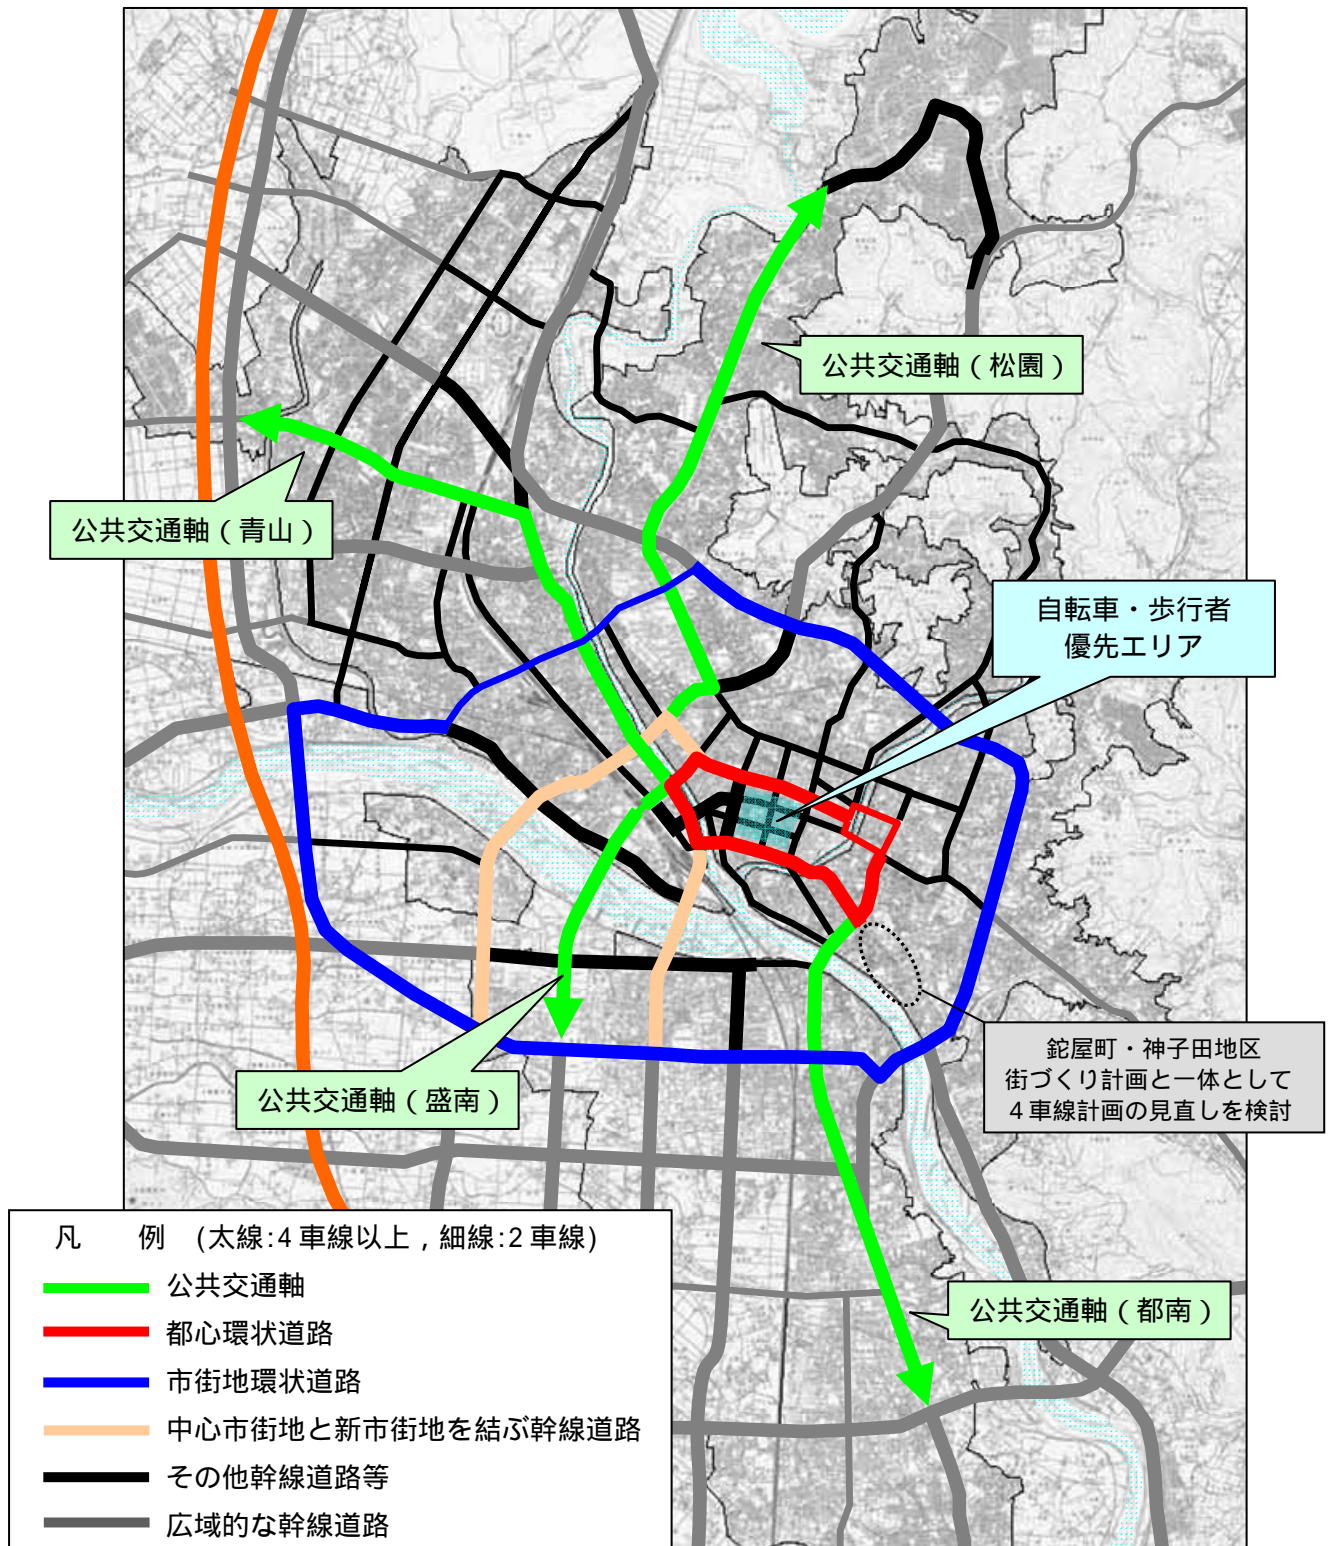 公共交通軸（松園）
公共交通軸（青山）
自転車・歩行者
優先エリア
鉈屋町・神子田地区
街づくり計画と一体として
４車線計画の見直しを検討
公共交通軸（盛南）
公共交通軸（都南）
凡　例　(太線:4車線以上，細線:2車線)
公共交通軸
都心環状道路
市街地環状道路
中心市街地と新市街地を結ぶ幹線道路
その他幹線道路等
広域的な幹線道路